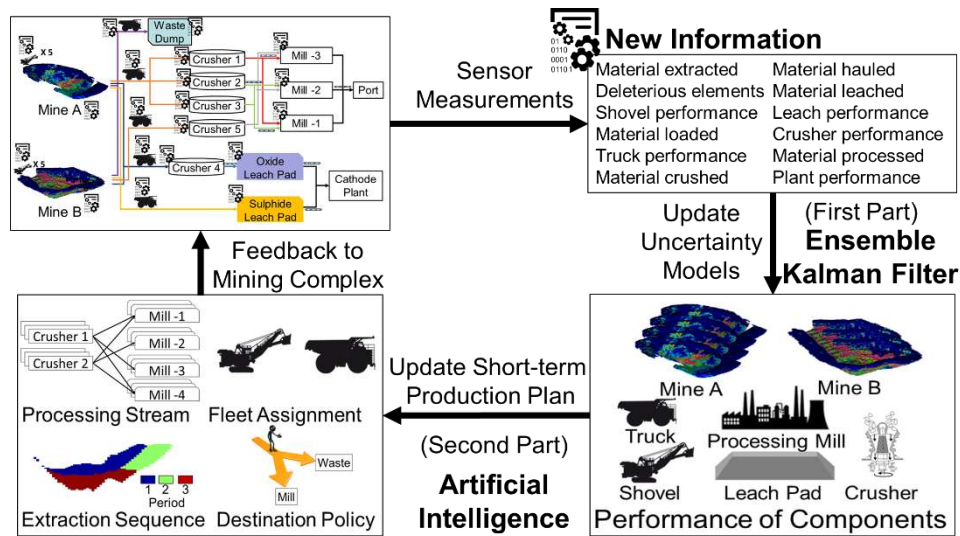 Waste
Dump
X 5
Mine A
X 5
Mine B
Crusher 1
Crusher 2
Crusher 3
Crusher 5
Crusher 4
Mill -3
Mill -2
Mill -1
Port
Oxide
Leach Pad
Sulphide
Leach Pad
Cathode
Plant
Sensor
Measurements
01
0110
0001
01101
New Information
Material extracted
Deleterious elements
Shovel performance
Material loaded
Truck performance
Material crushed
Material hauled
Material leached
Leach performance
Crusher performance
Material processed
Plant performance
Update
Uncertainty
Models
(First Part)
Ensemble
Kalman Filter
Mine A
Mine B
Truck
Processing Mill
Shovel
Leach Pad
Crusher
Performance of Components
Update Short-term
Production Plan
(Second Part)
Artificial
Intelligence
Crusher 1
Crusher 2
Mill -1
Mill -2
Mill -3
Mill -4
Processing Stream
Fleet Assignment
1 2 3
Period
Extraction Sequence
Waste
Mill
Destination Policy
Feedback to
Mining Complex